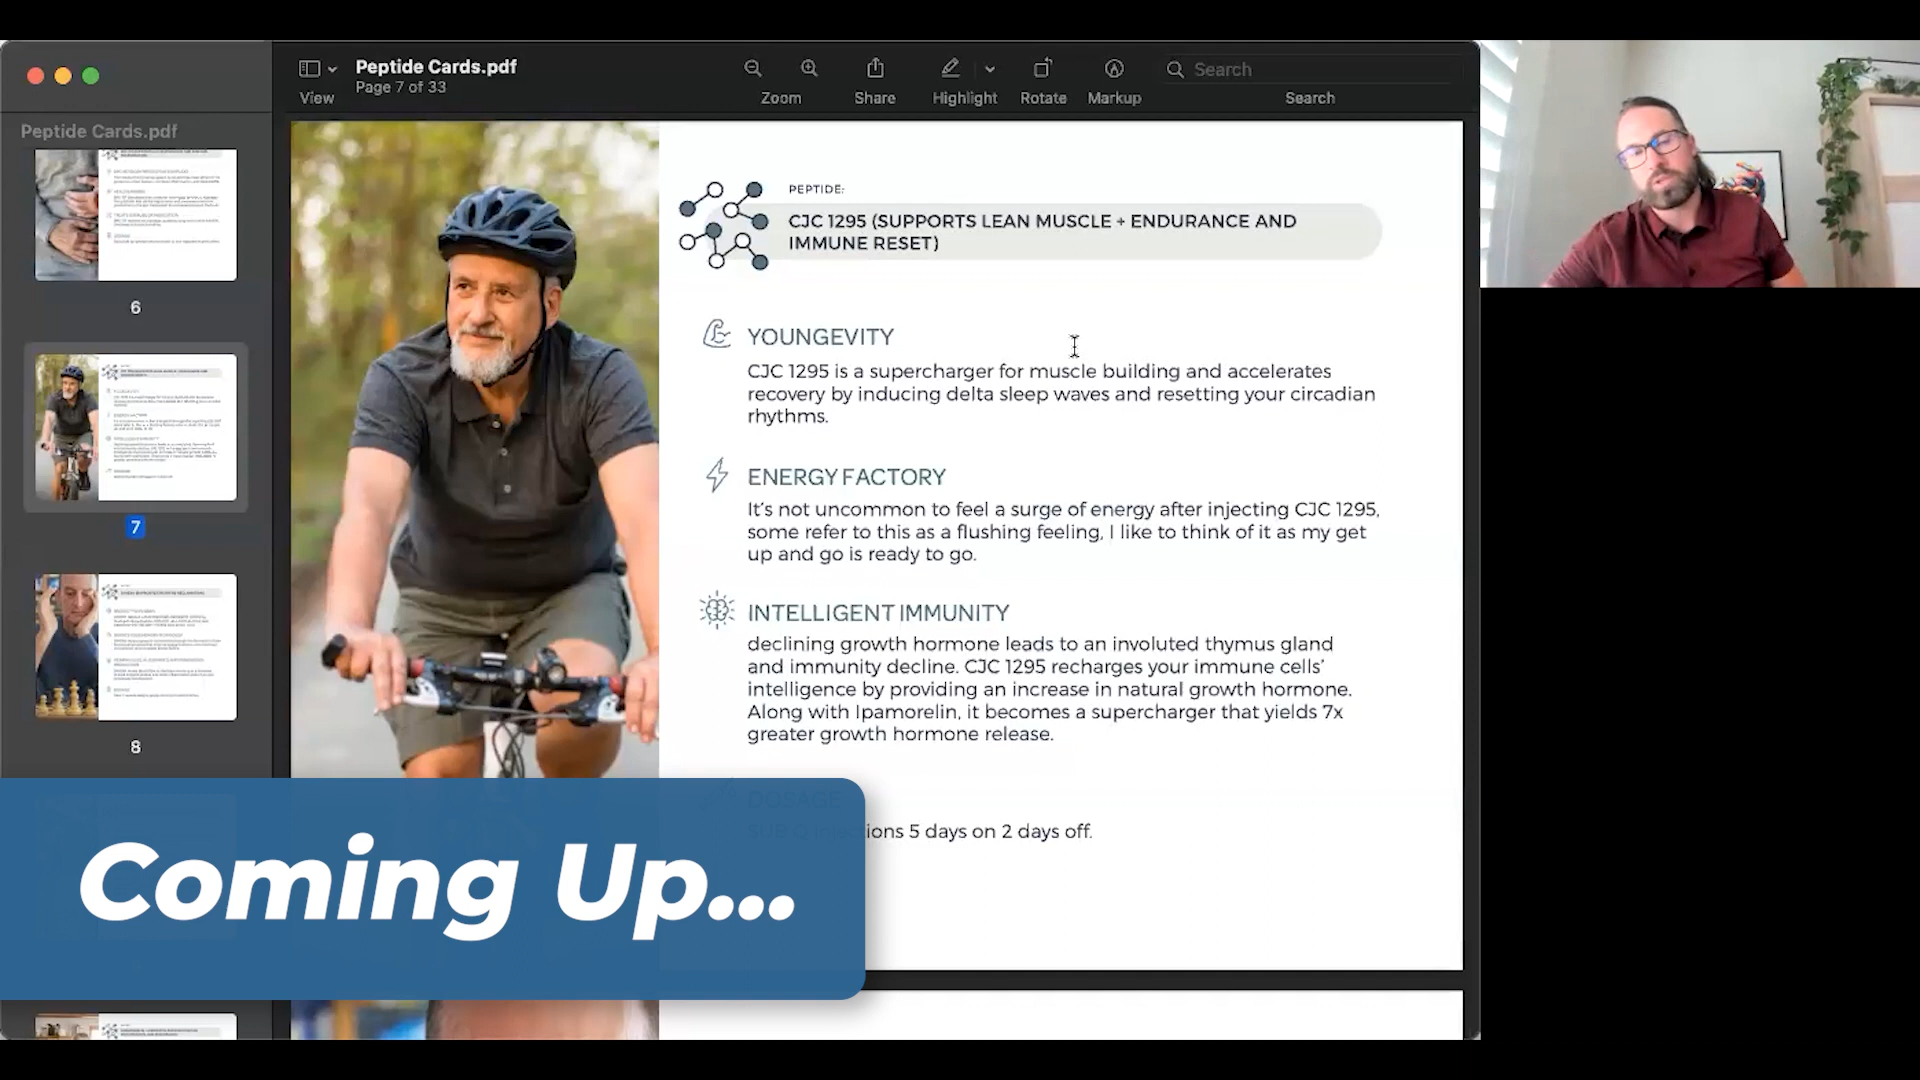 Peptide Cards.pdf
Page 7 of 33
View
Zoom
Share
Highlight
Rotate
Markup
Search
Search
Peptide Cards.pdf
6
7
8
PEPTIDE:
CJC 1295 (SUPPORTS LEAN MUSCLE + ENDURANCE AND
IMMUNE RESET)
YOUNGEVITY
CJC 1295 is a supercharger for muscle building and accelerates
recovery by inducing delta sleep waves and resetting your circadian
rhythms.
ENERGY FACTORY
It's not uncommon to feel a surge of energy after injecting CJC 1295,
some refer to this as a flushing feeling, I like to think of it as my get
up and go is ready to go.
INTELLIGENT IMMUNITY
declining growth hormone leads to an involuted thymus gland
and immunity decline. CJC 1295 recharges your immune cells'
intelligence by providing an increase in natural growth hormone.
Along with Ipamorelin, it becomes a supercharger that yields 7x
greater growth hormone release.
DOSAGE
5 days on 2 days off.
Coming Up...